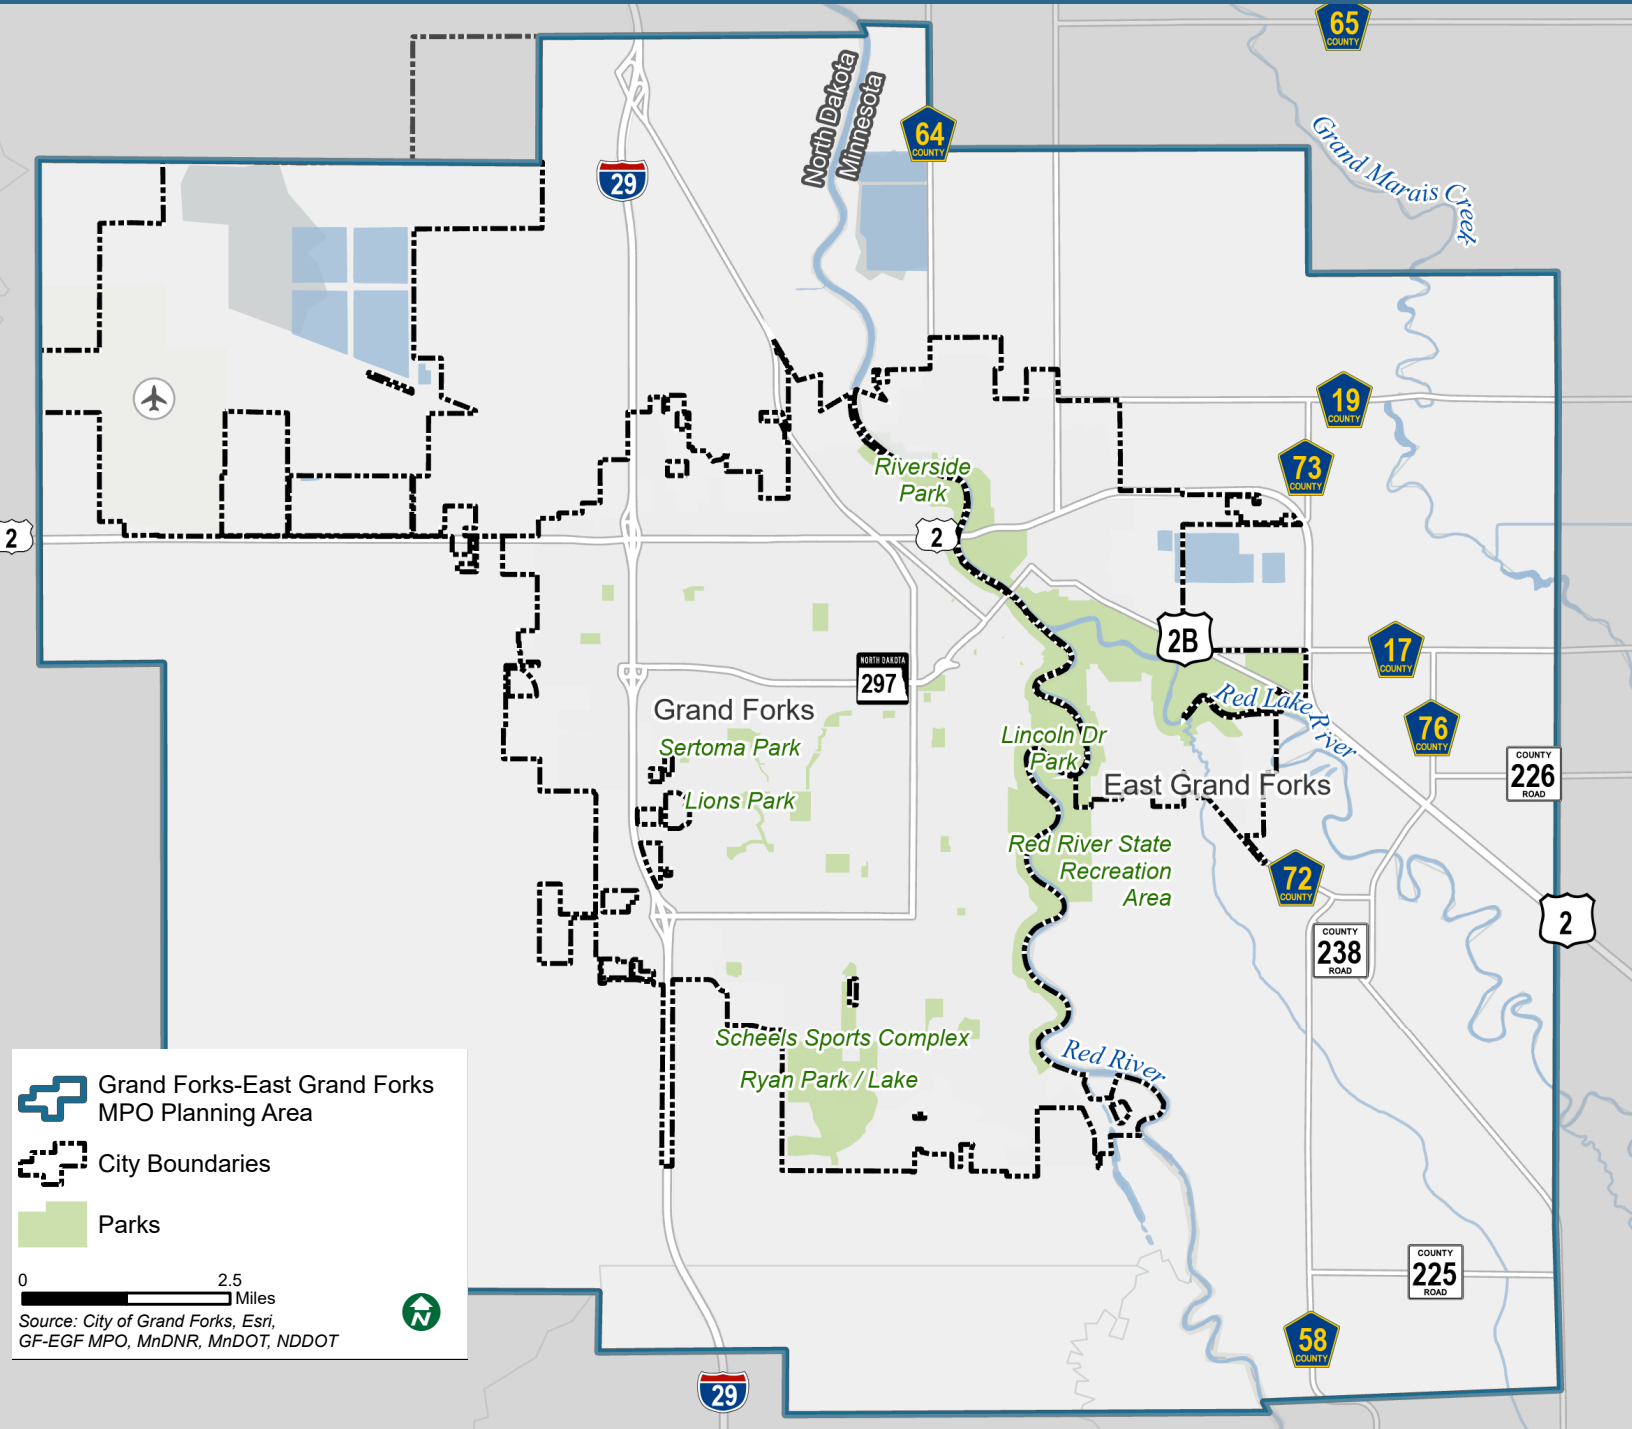 65
COUNTY
North Dakota
Minnesota
64
COUNTY
Grand Marais Creek
29
19
COUNTY
73
COUNTY
Riverside
Park
2
2
2B
17
COUNTY
NORTH DAKOTA
297
Red Lake River
Grand Forks
Sertoma Park
Lincoln Dr
Park
76
COUNTY
COUNTY
226
ROAD
Lions Park
East Grand Forks
Red River State
Recreation
Area
72
COUNTY
2
COUNTY
238
ROAD
Scheels Sports Complex
Red River
Ryan Park / Lake
Grand Forks-East Grand Forks
MPO Planning Area
City Boundaries
Parks
0 2.5
Miles
Source: City of Grand Forks, Esri,
GF-EGF MPO, MnDNR, MnDOT, NDDOT
N
COUNTY
225
ROAD
58
COUNTY
29